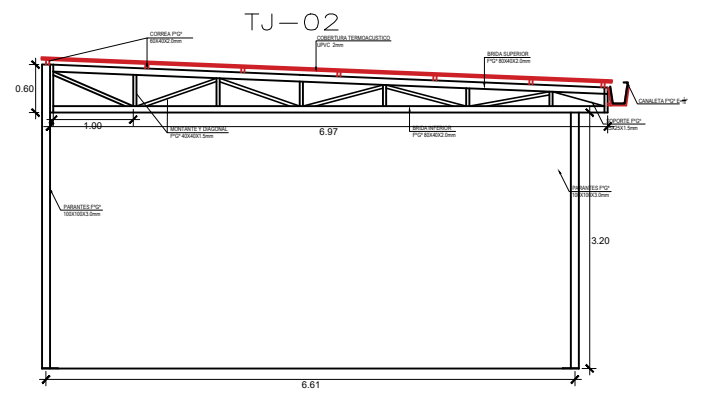 TJ-02
CORREA F°G°
60X40X2.0mm
COBERTURA TERMOACUSTICO
UPVC 2mm
BRIDA SUPERIOR
F°G° 80X40X2.0mm
0.60
CANALETA F°G°
1.00
MONTANTE Y DIAGONAL
F°G° 40X40X1.5mm
6.97
BRIDA INFERIOR
F°G° 80X40X2.0mm
SOPORTE F°G°
25X25X1.5mm
PARANTES F°G°
100X100X3.0mm
PARANTES F°G°
100X100X3.0mm
3.20
6.61